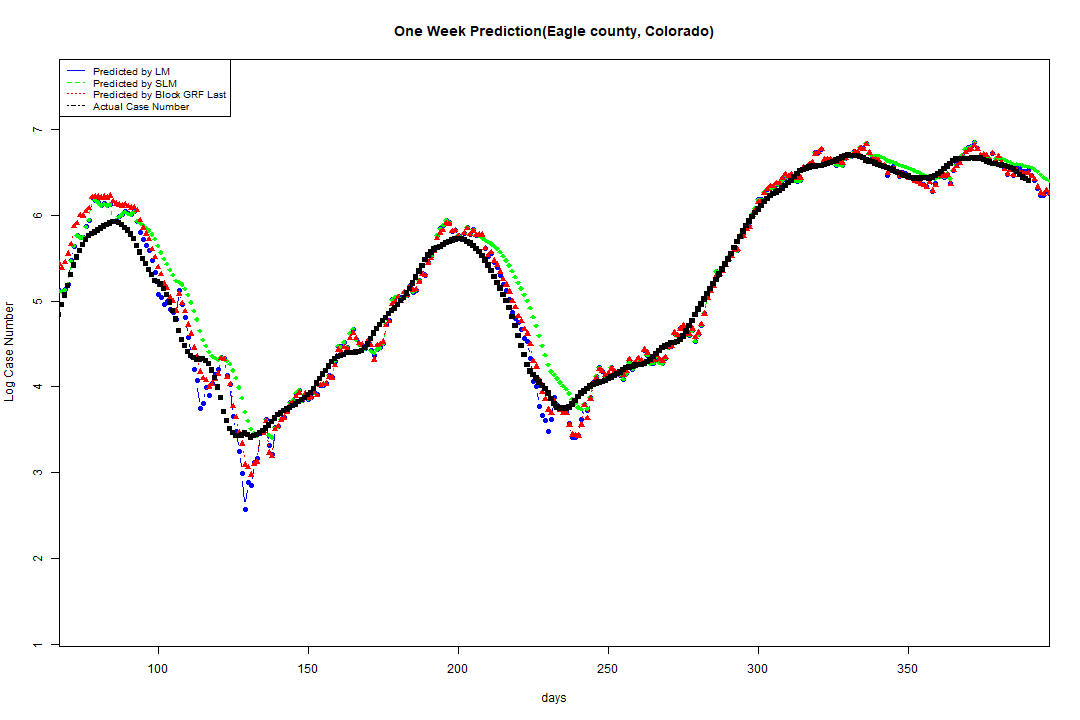 One Week Prediction(Eagle county, Colorado)
Predicted by LM
Predicted by SLM
Predicted by Block GRF Last
Actual Case Number
Log Case Number
7
6
5
4
3
2
1
100 150 200 250 300 350
days